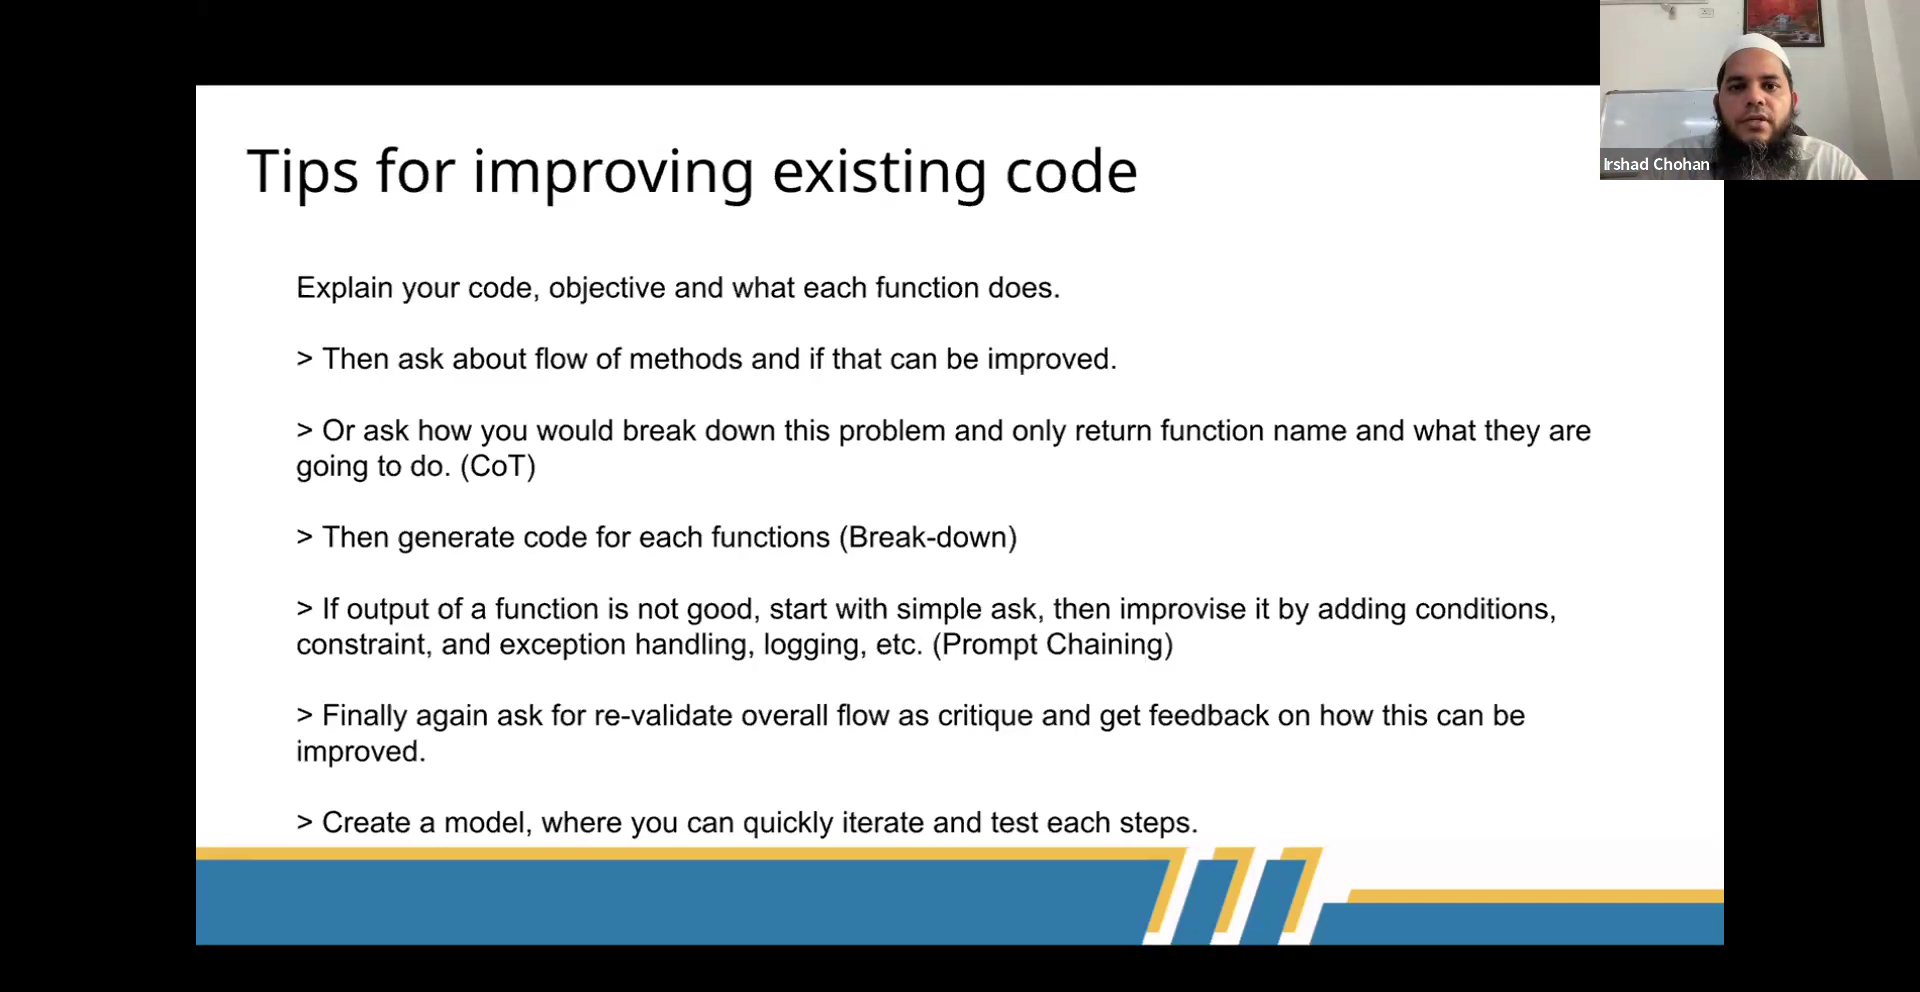 Tips for improving existing code
Irshad Chohan
Explain your code, objective and what each function does.
> Then ask about flow of methods and if that can be improved.
> Or ask how you would break down this problem and only return function name and what they are
going to do. (CoT)
> Then generate code for each functions (Break-down)
> If output of a function is not good, start with simple ask, then improvise it by adding conditions,
constraint, and exception handling, logging, etc. (Prompt Chaining)
> Finally again ask for re-validate overall flow as critique and get feedback on how this can be
improved.
> Create a model, where you can quickly iterate and test each steps.